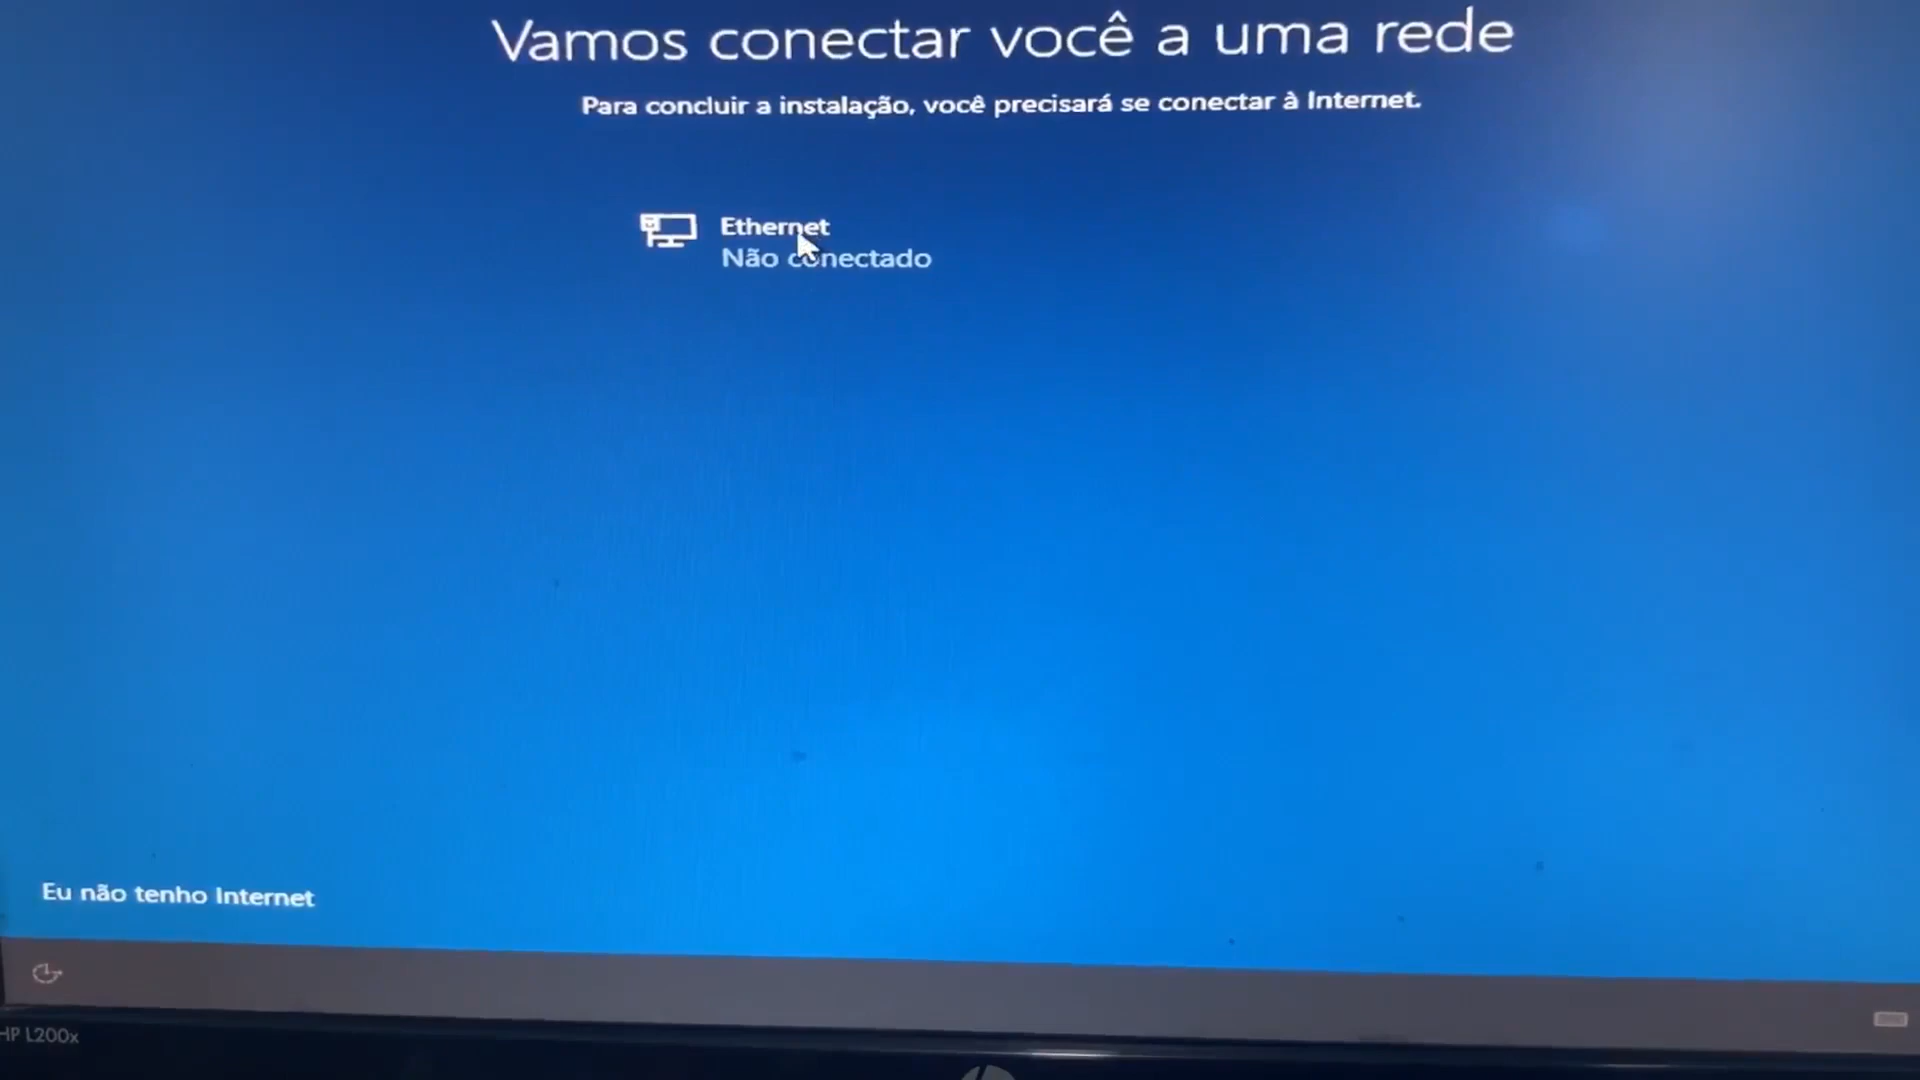 Vamos conectar você a uma rede
Para concluir a instalação, você precisará se conectar à Internet.
Ethernet
Não conectado
Eu não tenho Internet
HP L200x